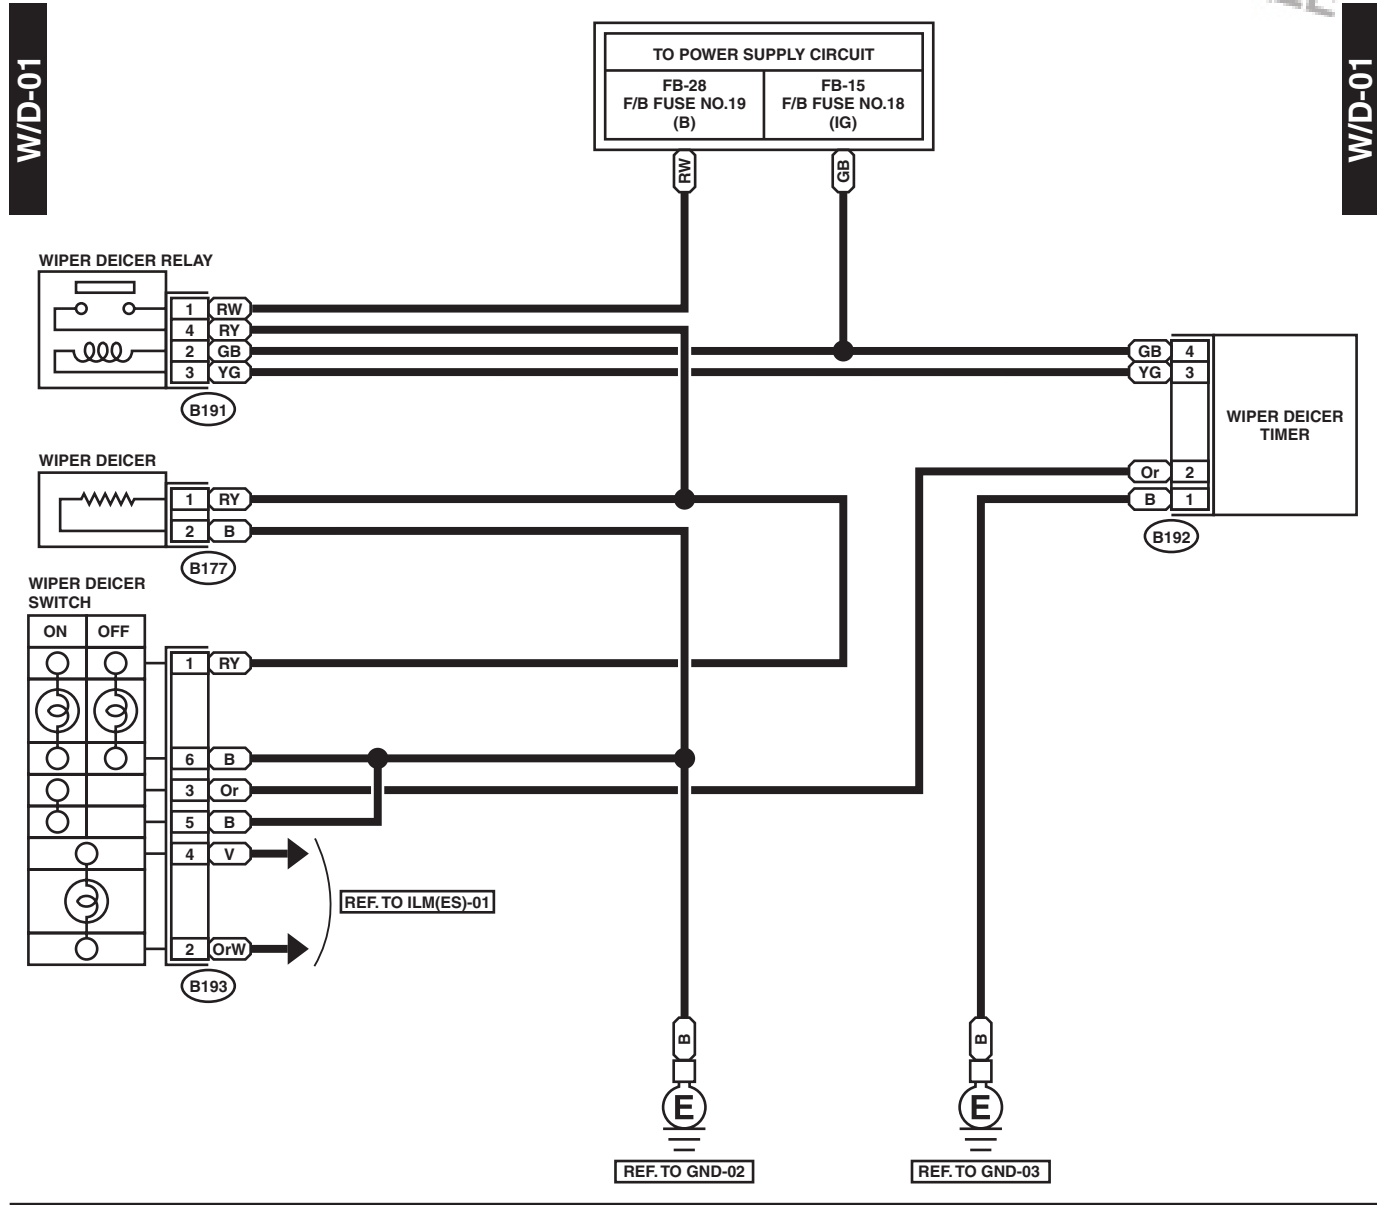 W/D-01
W/D-01
TO POWER SUPPLY CIRCUIT
FB-28
F/B FUSE NO.19
(B)
FB-15
F/B FUSE NO.18
(IG)
RW
GB
WIPER DEICER RELAY
1 RW
4 RY
2 GB
3 YG
B191
GB 4
YG 3
Or 2
B 1
WIPER DEICER
TIMER
B192
WIPER DEICER
1 RY
2 B
B177
WIPER DEICER
SWITCH
ON OFF
1 RY
6 B
3 Or
5 B
4 V
2 OrW
B193
REF. TO ILM(ES)-01
B
E
REF. TO GND-02
B
E
REF. TO GND-03